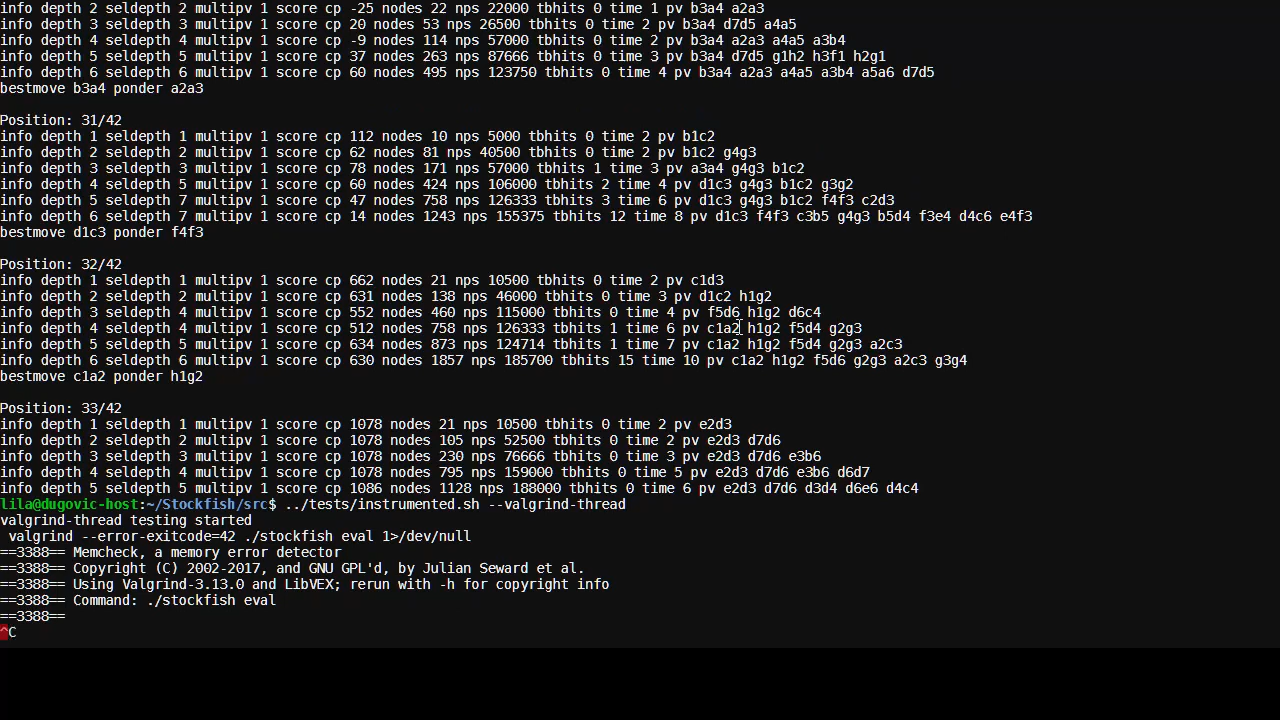 info depth 2 seldepth 2 multipv 1 score cp -25 nodes 22 nps 22000 tbhits 0 time 1 pv b3a4 a2a3
info depth 3 seldepth 3 multipv 1 score cp 20 nodes 53 nps 26500 tbhits 0 time 2 pv b3a4 d7d5 a4a5
info depth 4 seldepth 4 multipv 1 score cp -9 nodes 114 nps 57000 tbhits 0 time 2 pv b3a4 a2a3 a4a5 a3b4
info depth 5 seldepth 5 multipv 1 score cp 37 nodes 263 nps 87666 tbhits 0 time 3 pv b3a4 d7d5 g1h2 h3f1 h2g1
info depth 6 seldepth 6 multipv 1 score cp 60 nodes 495 nps 123750 tbhits 0 time 4 pv b3a4 a2a3 a4a5 a3b4 a5a6 d7d5
bestmove b3a4 ponder a2a3
Position: 31/42
info depth 1 seldepth 1 multipv 1 score cp 112 nodes 10 nps 5000 tbhits 0 time 2 pv b1c2
info depth 2 seldepth 2 multipv 1 score cp 62 nodes 81 nps 40500 tbhits 0 time 2 pv b1c2 g4g3
info depth 3 seldepth 3 multipv 1 score cp 78 nodes 171 nps 57000 tbhits 1 time 3 pv a3a4 g4g3 b1c2
info depth 4 seldepth 5 multipv 1 score cp 60 nodes 424 nps 106000 tbhits 2 time 4 pv d1c3 g4g3 b1c2 g3g2
info depth 5 seldepth 7 multipv 1 score cp 47 nodes 758 nps 126333 tbhits 3 time 6 pv d1c3 g4g3 b1c2 f4f3 c2d3
info depth 6 seldepth 7 multipv 1 score cp 14 nodes 1243 nps 155375 tbhits 12 time 8 pv d1c3 f4f3 c3b5 g4g3 b5d4 f3e4 d4c6 e4f3
bestmove d1c3 ponder f4f3
Position: 32/42
info depth 1 seldepth 1 multipv 1 score cp 662 nodes 21 nps 10500 tbhits 0 time 2 pv c1d3
info depth 2 seldepth 2 multipv 1 score cp 631 nodes 138 nps 46000 tbhits 0 time 3 pv d1c2 h1g2
info depth 3 seldepth 3 multipv 1 score cp 552 nodes 460 nps 115000 tbhits 0 time 4 pv f5d6 h1g2 d6c4
info depth 4 seldepth 4 multipv 1 score cp 512 nodes 758 nps 126333 tbhits 1 time 6 pv c1a2 h1g2 f5d4 g2g3
info depth 5 seldepth 5 multipv 1 score cp 634 nodes 873 nps 124714 tbhits 1 time 7 pv c1a2 h1g2 f5d4 g2g3 a2c3
info depth 6 seldepth 6 multipv 1 score cp 630 nodes 1857 nps 185700 tbhits 15 time 10 pv c1a2 h1g2 f5d6 g2g3 a2c3 g3g4
bestmove c1a2 ponder h1g2
Position: 33/42
info depth 1 seldepth 1 multipv 1 score cp 1078 nodes 21 nps 10500 tbhits 0 time 2 pv e2d3
info depth 2 seldepth 2 multipv 1 score cp 1078 nodes 105 nps 52500 tbhits 0 time 2 pv e2d3 d7d6
info depth 3 seldepth 3 multipv 1 score cp 1078 nodes 230 nps 76666 tbhits 0 time 3 pv e2d3 d7d6 e3b6
info depth 4 seldepth 4 multipv 1 score cp 1078 nodes 795 nps 159000 tbhits 0 time 5 pv e2d3 d7d6 e3b6 d6d7
info depth 5 seldepth 5 multipv 1 score cp 1086 nodes 1128 nps 188000 tbhits 0 time 6 pv e2d3 d7d6 d3d4 d6e6 d4c4
lila@dugovic-host:~/Stockfish/src$ ../tests/instrumented.sh --valgrind-thread
valgrind-thread testing started
 valgrind --error-exitcode=42 ./stockfish eval 1>/dev/null
==3388== Memcheck, a memory error detector
==3388== Copyright (C) 2002-2017, and GNU GPL'd, by Julian Seward et al.
==3388== Using Valgrind-3.13.0 and LibVEX; rerun with -h for copyright info
==3388== Command: ./stockfish eval
==3388==
^C